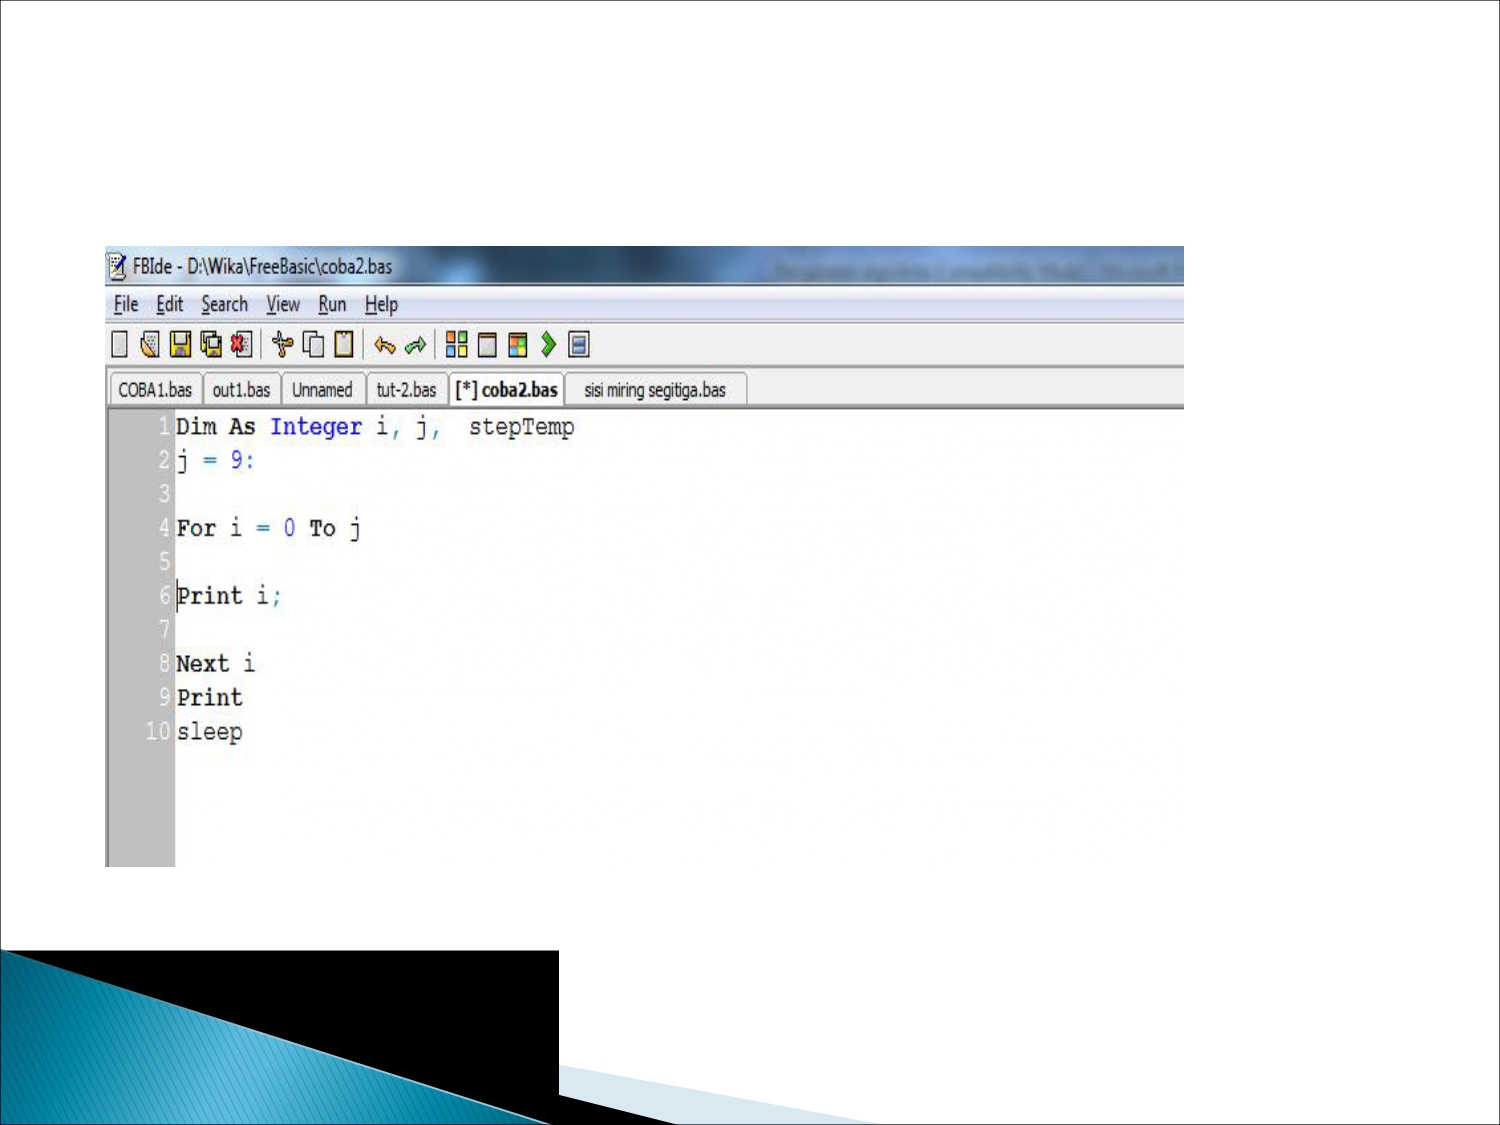 FBIde - D:\Wika\FreeBasic\coba2.bas
File Edit Search View Run Help
COBA1.bas out1.bas Unnamed tut-2.bas [*] coba2.bas sisi miring segitiga.bas
1 Dim As Integer i, j,  stepTemp
2 j = 9:
3
4 For i = 0 To j
5
6 Print i;
7
8 Next i
9 Print
10 sleep